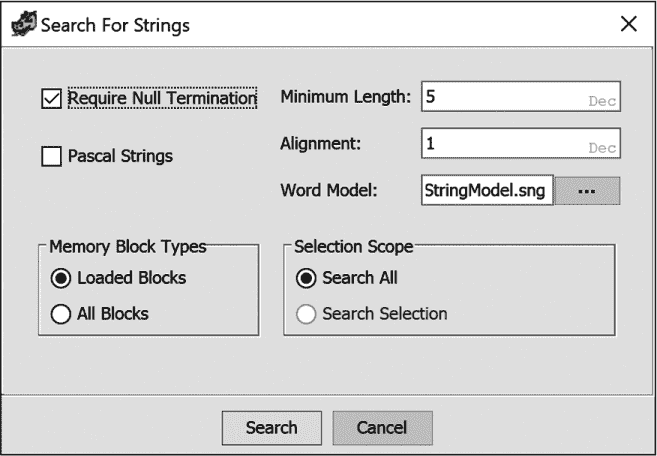 Search For Strings
Require Null Termination
Minimum Length: 5 Dec
Pascal Strings
Alignment: 1 Dec
Word Model: StringModel.sng ...
Memory Block Types
Loaded Blocks
All Blocks
Selection Scope
Search All
Search Selection
Search Cancel